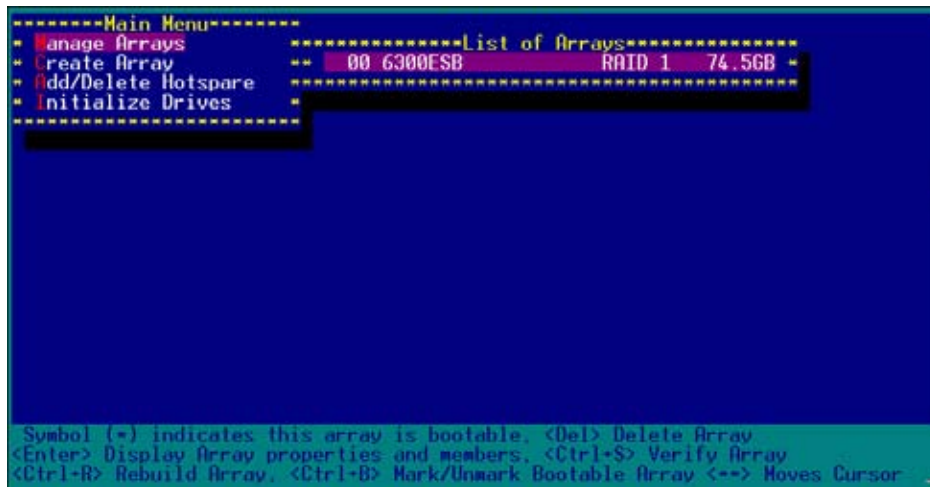 Main Menu
Manage Arrays
List of Arrays
Create Array
00 6300ESB RAID 1 74.5GB
Add/Delete Hotspare
Initialize Drives
Symbol (*) indicates this array is bootable, <Del> Delete Array
<Enter> Display Array properties and members, <Ctrl+S> Verify Array
<Ctrl+R> Rebuild Array, <Ctrl+B> Mark/Unmark Bootable Array <**> Moves Cursor